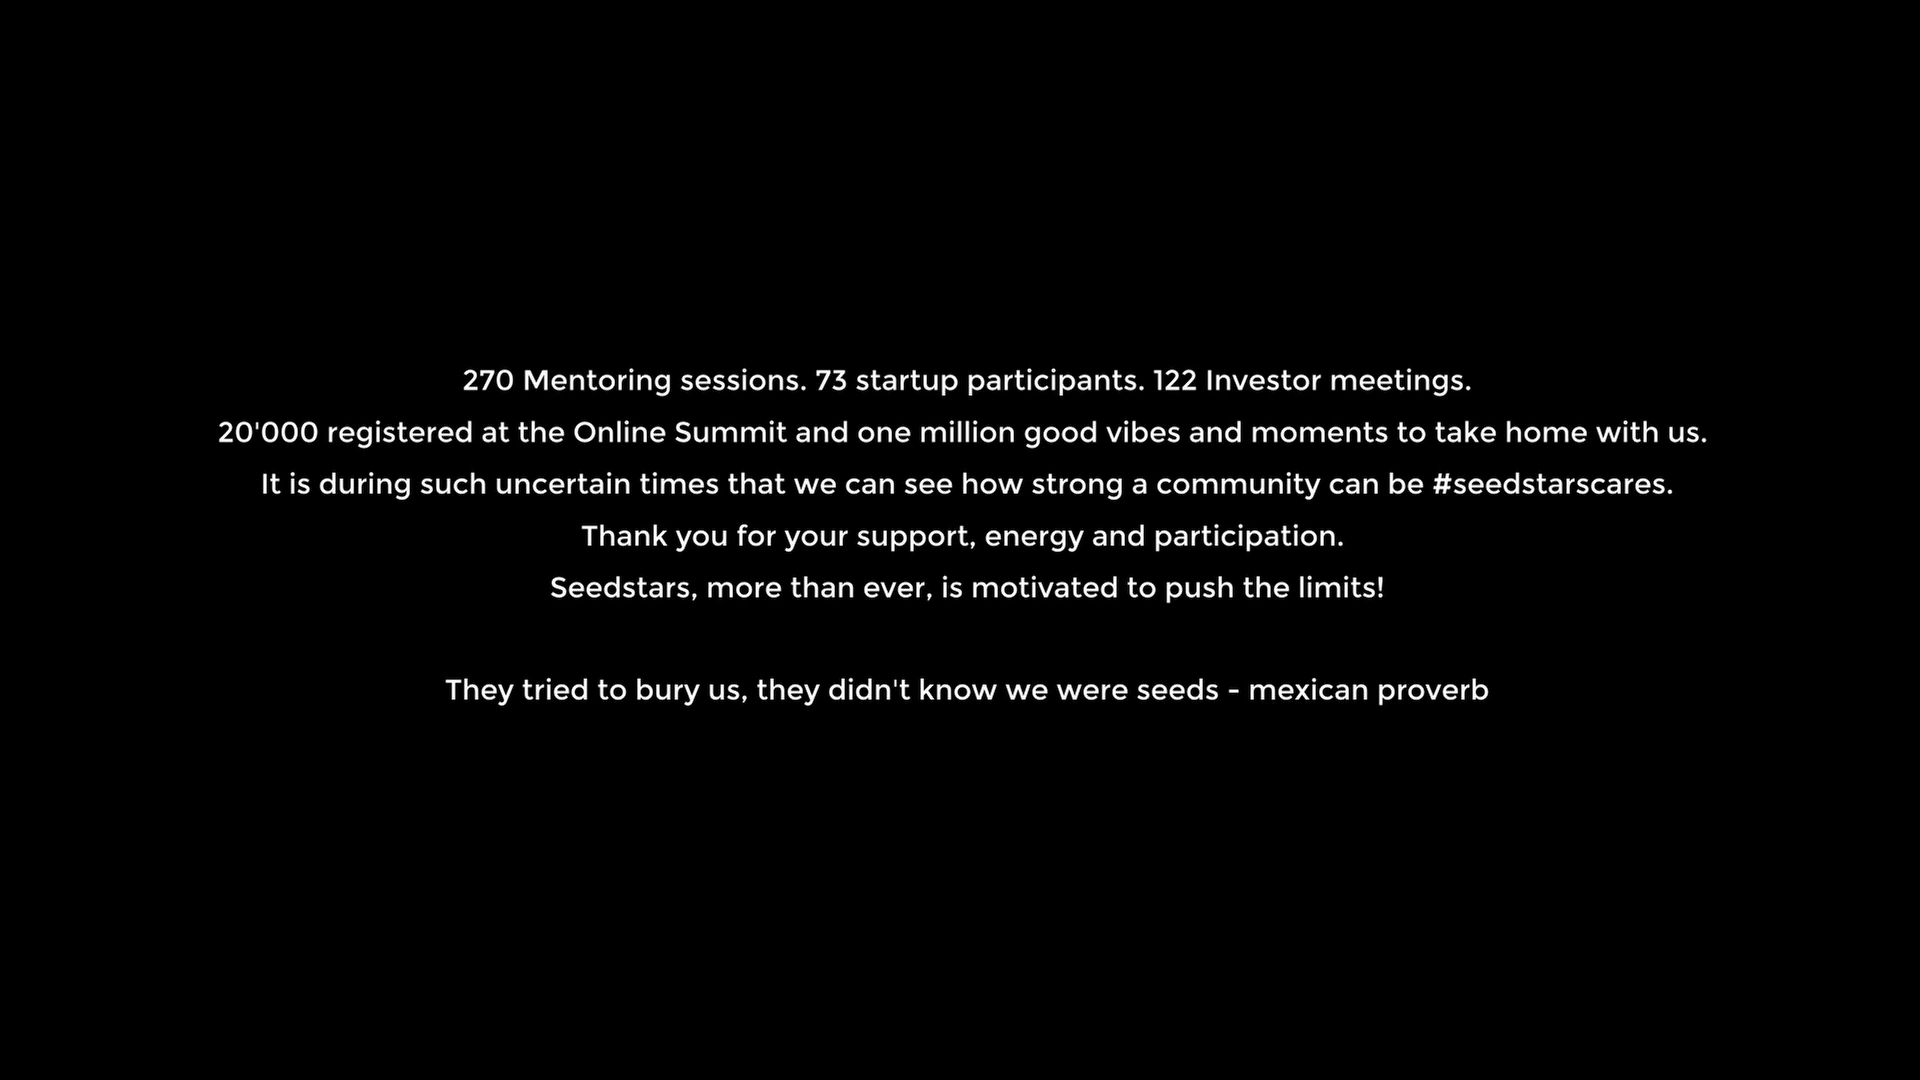 270 Mentoring sessions. 73 startup participants. 122 Investor meetings.
20'000 registered at the Online Summit and one million good vibes and moments to take home with us.
It is during such uncertain times that we can see how strong a community can be #seedstarscares.
Thank you for your support, energy and participation.
Seedstars, more than ever, is motivated to push the limits!
They tried to bury us, they didn't know we were seeds - mexican proverb